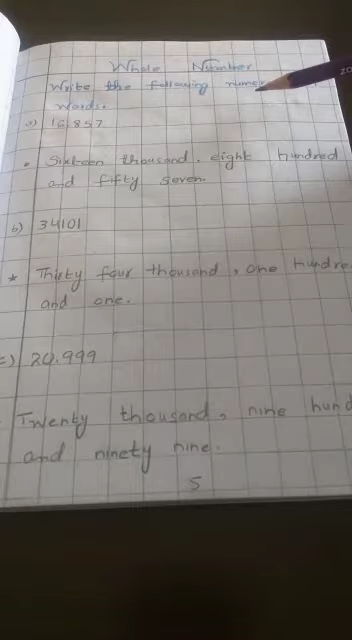 Whole Number
Write the following numer
words.
a) 16,857
• Sixteen thousand, eight hundred
and fifty seven.
b) 34101
* Thirty four thousand, one hundre
and one.
c) 20,999
Twenty thousand, nine hund
and ninety nine.
5